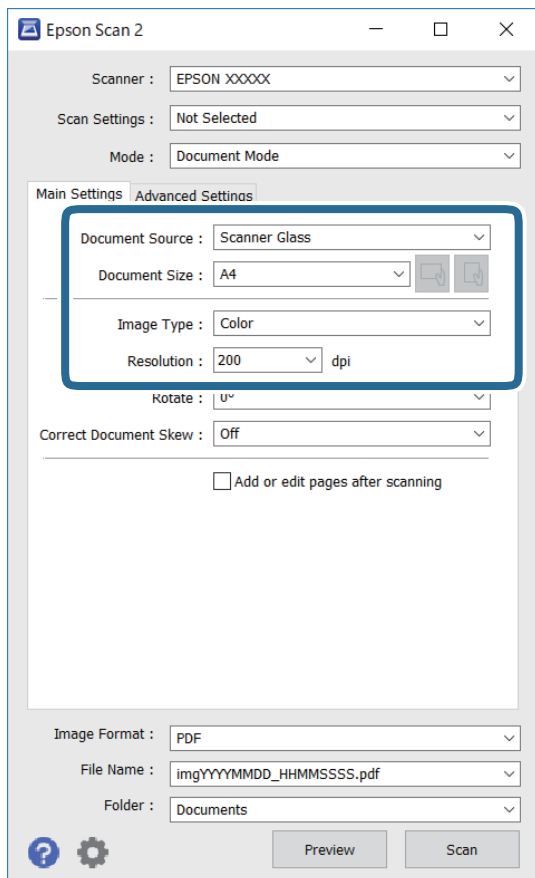 Epson Scan 2
Scanner : EPSON XXXXX
Scan Settings : Not Selected
Mode : Document Mode
Main Settings Advanced Settings
Document Source : Scanner Glass
Document Size : A4
Image Type : Color
Resolution : 200 dpi
Rotate : 0°
Correct Document Skew : Off
Add or edit pages after scanning
Image Format : PDF
File Name : imgYYYYMMDD_HHMMSSSS.pdf
Folder : Documents
? Preview Scan